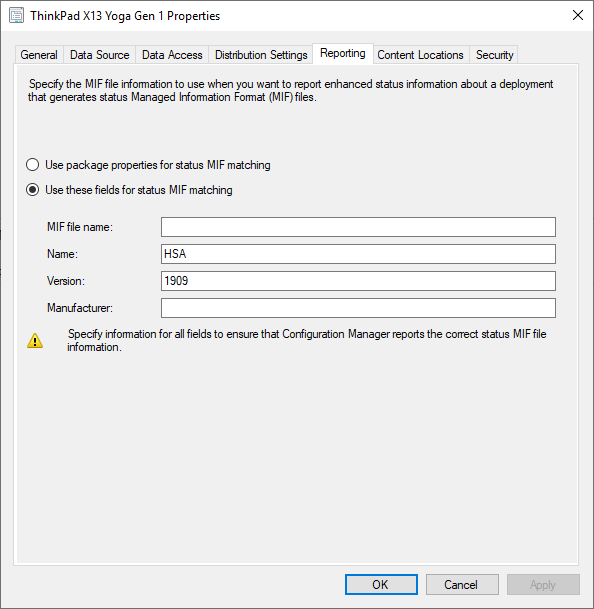 ThinkPad X13 Yoga Gen 1 Properties
General Data Source Data Access Distribution Settings Reporting Content Locations Security
Specify the MIF file information to use when you want to report enhanced status information about a deployment
that generates status Managed Information Format (MIF) files.
Use package properties for status MIF matching
Use these fields for status MIF matching
MIF file name:
Name: HSA
Version: 1909
Manufacturer:
Specify information for all fields to ensure that Configuration Manager reports the correct status MIF file
information.
OK Cancel Apply